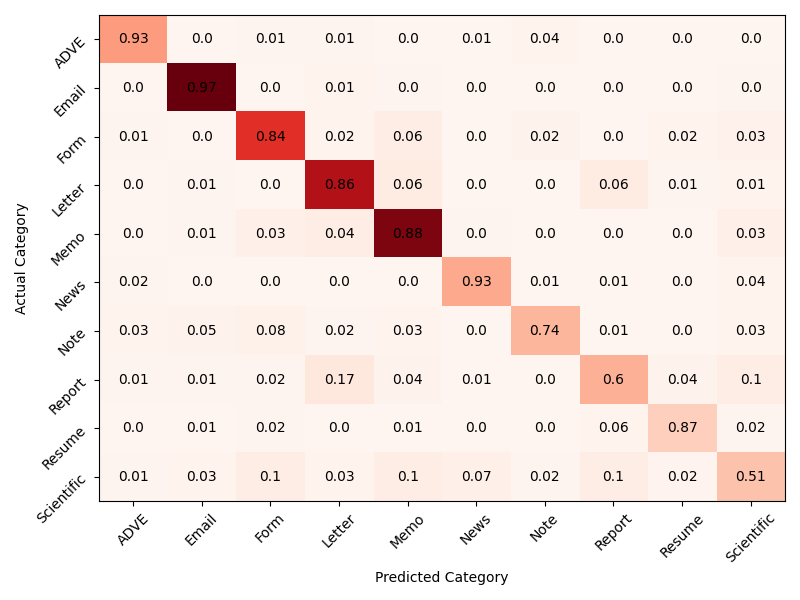 ADVE 0.93 0.0 0.01 0.01 0.0 0.01 0.04 0.0 0.0 0.0
Email 0.0 0.97 0.0 0.01 0.0 0.0 0.0 0.0 0.0 0.0
Form 0.01 0.0 0.84 0.02 0.06 0.0 0.02 0.0 0.02 0.03
Letter 0.0 0.01 0.0 0.86 0.06 0.0 0.0 0.06 0.01 0.01
Memo 0.0 0.01 0.03 0.04 0.88 0.0 0.0 0.0 0.0 0.03
News 0.02 0.0 0.0 0.0 0.0 0.93 0.01 0.01 0.0 0.04
Note 0.03 0.05 0.08 0.02 0.03 0.0 0.74 0.01 0.0 0.03
Report 0.01 0.01 0.02 0.17 0.04 0.01 0.0 0.6 0.04 0.1
Resume 0.0 0.01 0.02 0.0 0.01 0.0 0.0 0.06 0.87 0.02
Scientific 0.01 0.03 0.1 0.03 0.1 0.07 0.02 0.1 0.02 0.51
Actual Category
ADVE Email Form Letter Memo News Note Report Resume Scientific
Predicted Category